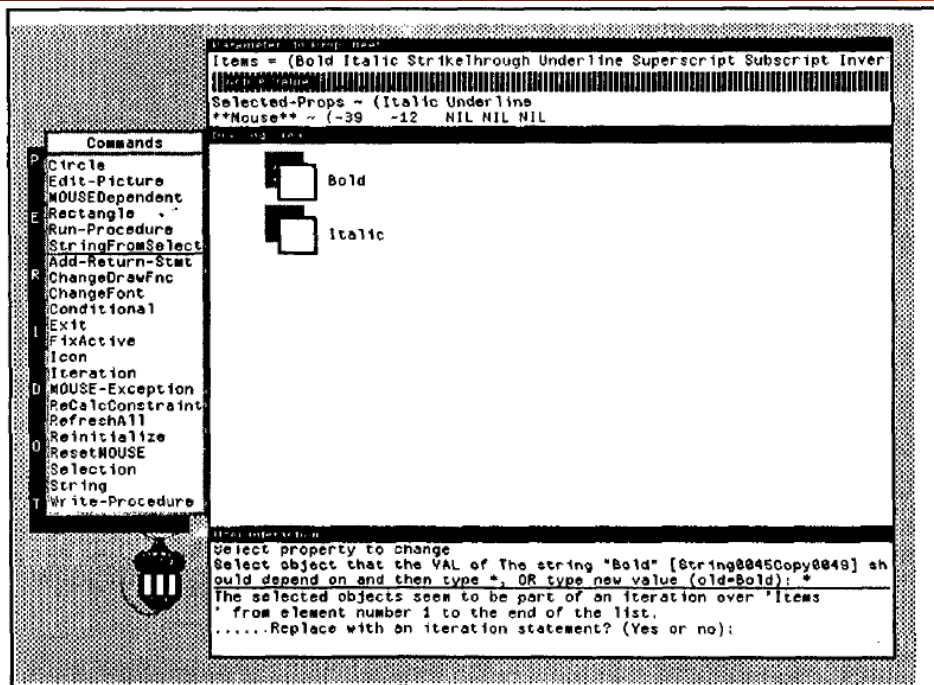 Items = (Bold Italic Strikethrough Underline Superscript Subscript Inver
Selected-Props ~ (Italic Underline
**Mouse** ~ (-39 -12 NIL NIL NIL
Commands
Circle
Edit-Picture
MOUSEDependent
Rectangle
Run-Procedure
StringFromSelect
Add-Return-Stmt
ChangeDrawFnc
ChangeFont
Conditional
Exit
FixActive
Icon
Iteration
MOUSE-Exception
ReCalcConstraint
RefreshAll
Reinitialize
ResetMOUSE
Selection
String
Write-Procedure
P
E
R
I
D
O
T
Bold
Italic
User interaction
Select property to change
Select object that the VAL of The string "Bold" [String0045Copy0049] sh
ould depend on and then type *, OR type new value (old=Bold): *
The selected objects seem to be part of an iteration over 'Items
' from element number 1 to the end of the list.
......Replace with an iteration statement? (Yes or no):